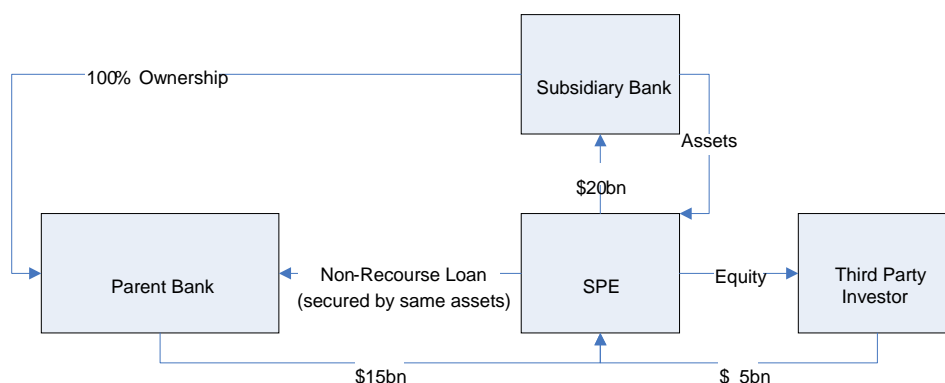 100% Ownership
Subsidiary Bank
Assets
$20bn
Parent Bank
Non-Recourse Loan
(secured by same assets)
SPE
Equity
Third Party
Investor
$15bn
$ 5bn